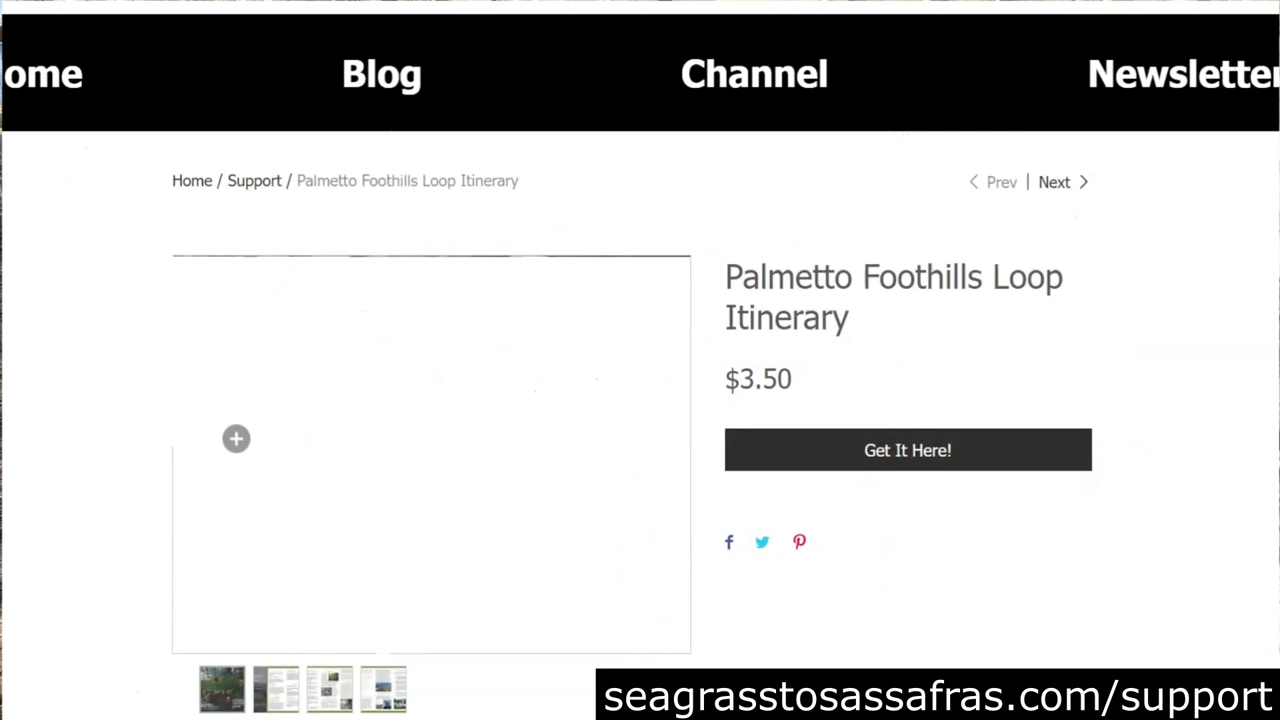 ome Blog Channel Newsletter
Home / Support / Palmetto Foothills Loop Itinerary
Prev | Next
Palmetto Foothills Loop
Itinerary
$3.50
Get It Here!
seagrasstosassafras.com/support